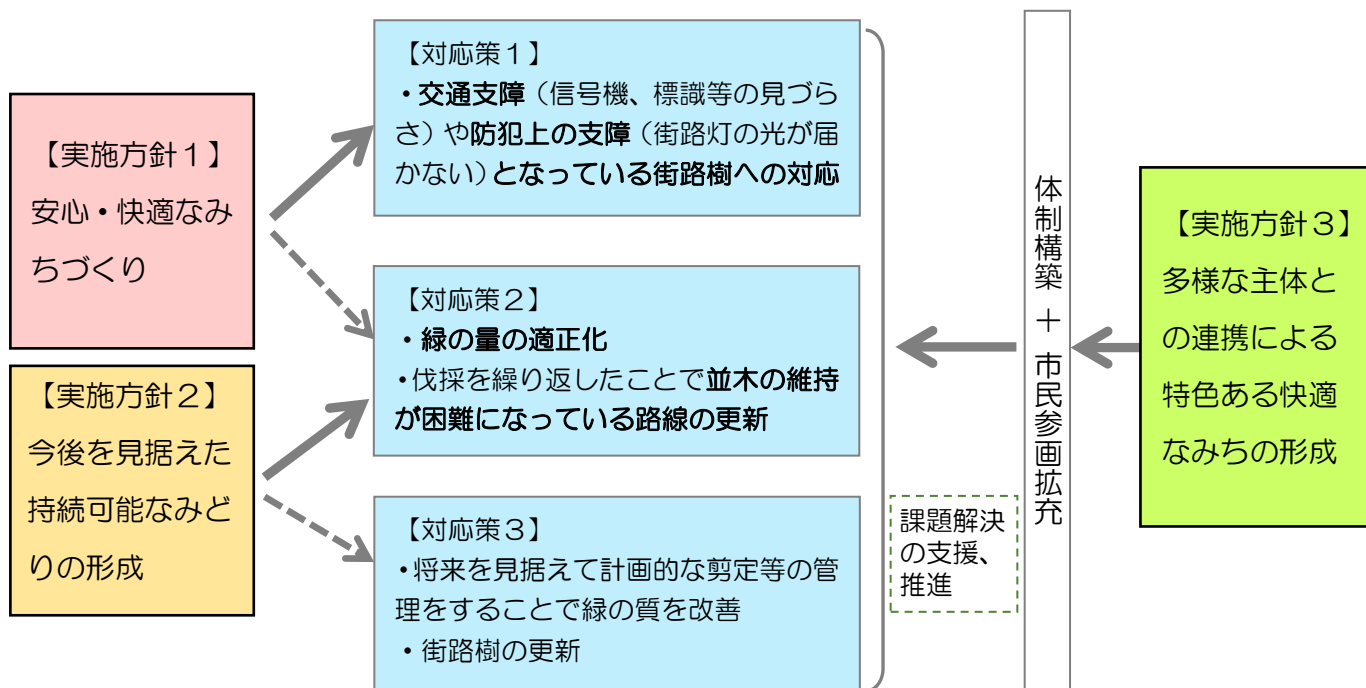 【実施方針１】
安心・快適なみ
ちづくり
【実施方針２】
今後を見据えた
持続可能なみど
りの形成
【対応策１】
・交通支障（信号機、標識等の見づら
さ）や防犯上の支障（街路灯の光が届
かない）となっている街路樹への対応
【対応策２】
・緑の量の適正化
・伐採を繰り返したことで並木の維持
が困難になっている路線の更新
【対応策３】
・将来を見据えて計画的な剪定等の管
理をすることで緑の質を改善
・街路樹の更新
課題解決
の支援、
推進
体制構築　＋　市民参画拡充
【実施方針３】
多様な主体と
の連携による
特色ある快適
なみちの形成